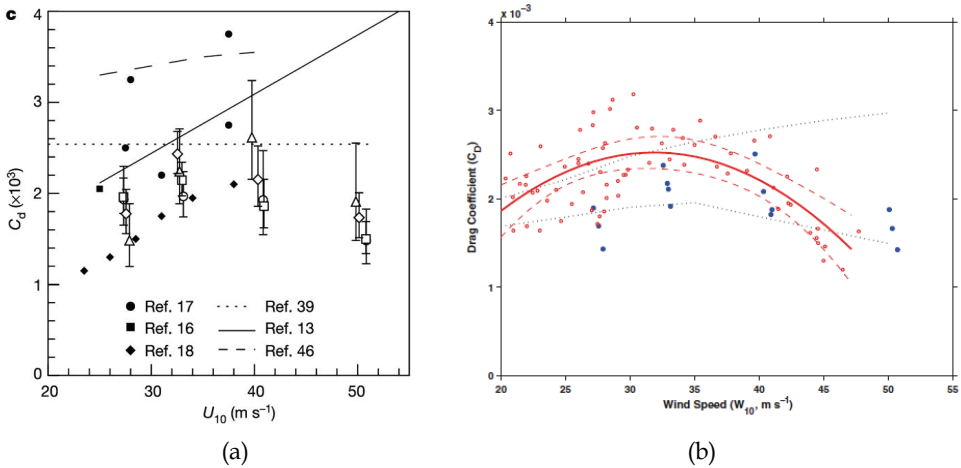 c
4
3
2
1
0
C_d (×10³)
Ref. 17
Ref. 16
Ref. 18
Ref. 39
Ref. 13
Ref. 46
20 30 40 50
U₁₀ (m s⁻¹)
(a)
b
x 10⁻³
4
3
2
1
0
Drag Coefficient (C_D)
20 25 30 35 40 45 50 55
Wind Speed (W₁₀, m s⁻¹)
(b)